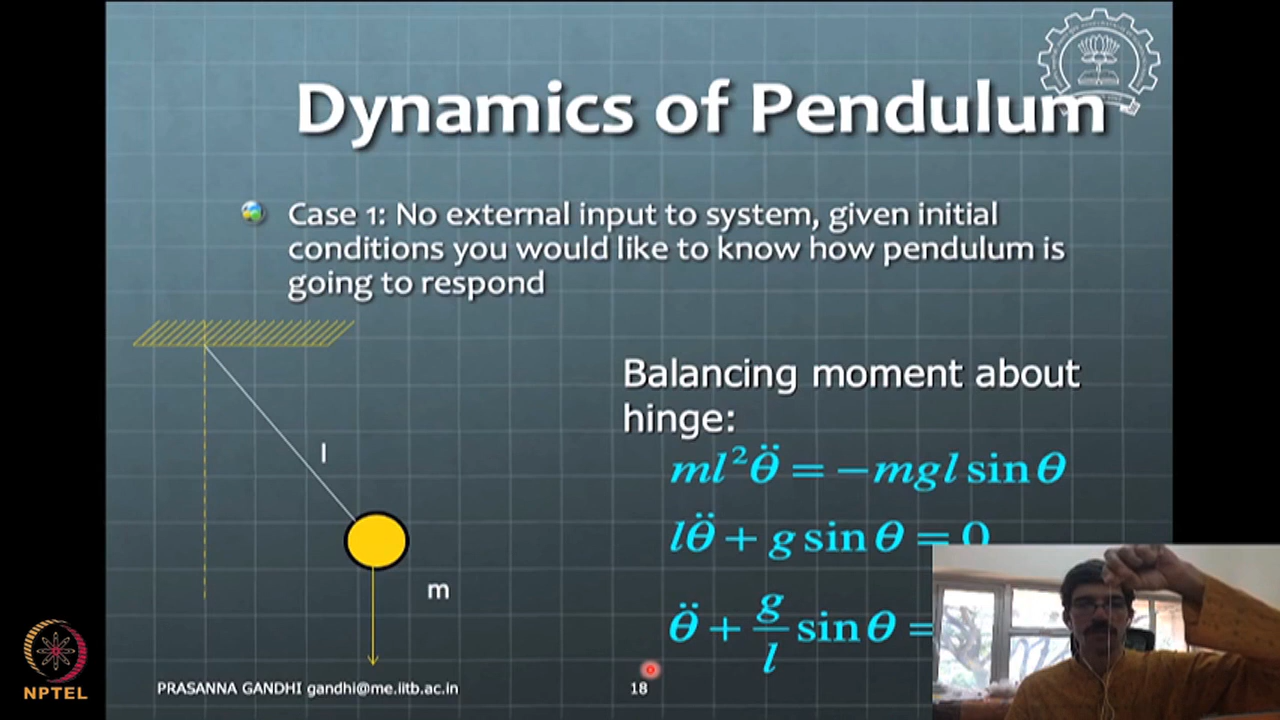 Dynamics of Pendulum
Case 1: No external input to system, given initial
conditions you would like to know how pendulum is
going to respond
Balancing moment about
hinge:
ml²θ̈ = −mgl sin θ
lθ̈ + g sin θ = 0
θ̈ + g/l sin θ =
l
m
NPTEL
PRASANNA GANDHI gandhi@me.iitb.ac.in
18